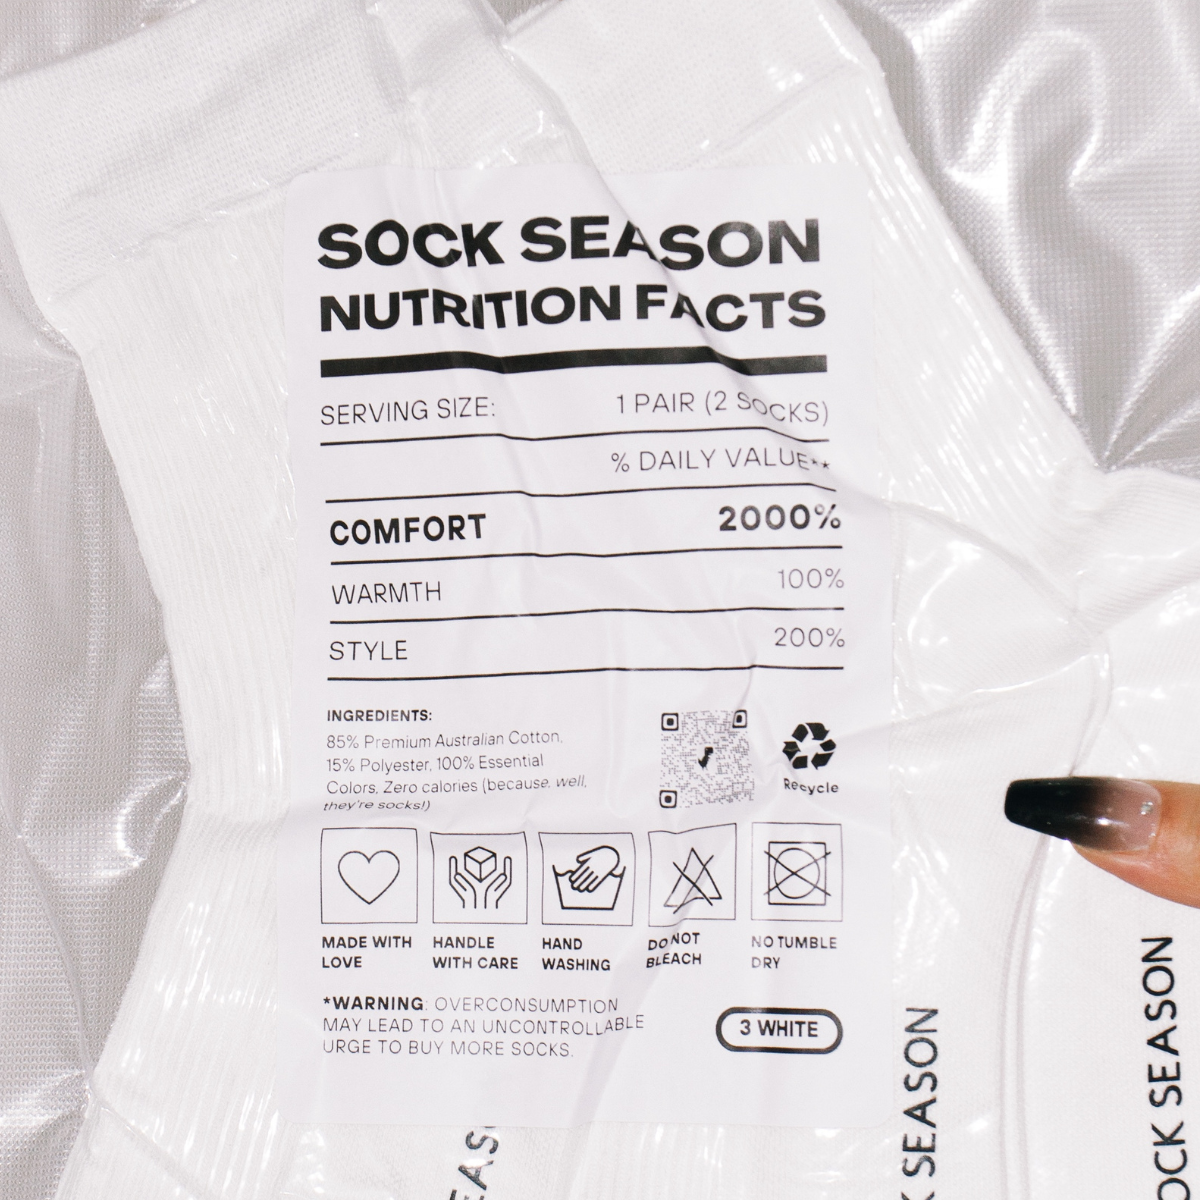 SOCK SEASON
NUTRITION FACTS
SERVING SIZE: 1 PAIR (2 SOCKS)
% DAILY VALUE**
COMFORT 2000%
WARMTH 100%
STYLE 200%
INGREDIENTS:
85% Premium Australian Cotton,
15% Polyester, 100% Essential
Colors, Zero calories (because, well,
they're socks!)
Recycle
MADE WITH
LOVE
HANDLE
WITH CARE
HAND
WASHING
DO NOT
BLEACH
NO TUMBLE
DRY
*WARNING: OVERCONSUMPTION
MAY LEAD TO AN UNCONTROLLABLE
URGE TO BUY MORE SOCKS.
3 WHITE
EAS
K SEASON
OCK SEASON